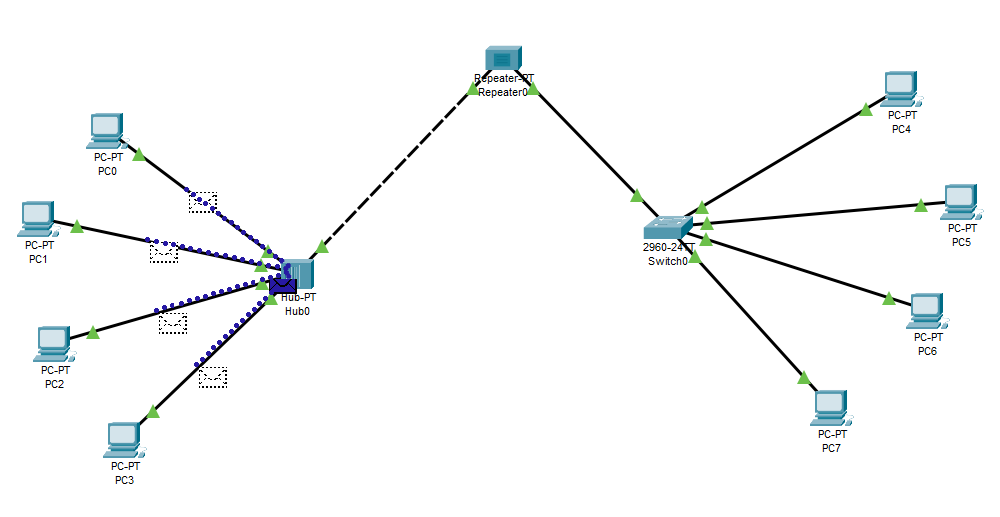 Repeater-PT
Repeater0
PC-PT
PC0
PC-PT
PC1
PC-PT
PC2
PC-PT
PC3
Hub-PT
Hub0
2960-24TT
Switch0
PC-PT
PC4
PC-PT
PC5
PC-PT
PC6
PC-PT
PC7